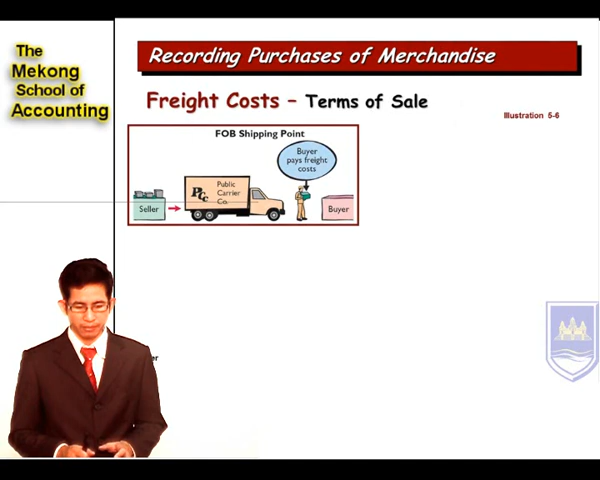 The
Mekong
School of
Accounting
Recording Purchases of Merchandise
Freight Costs – Terms of Sale
Illustration 5-6
FOB Shipping Point
Buyer
pays freight
costs
Public
Carrier
Co.
PCc
Seller
Buyer